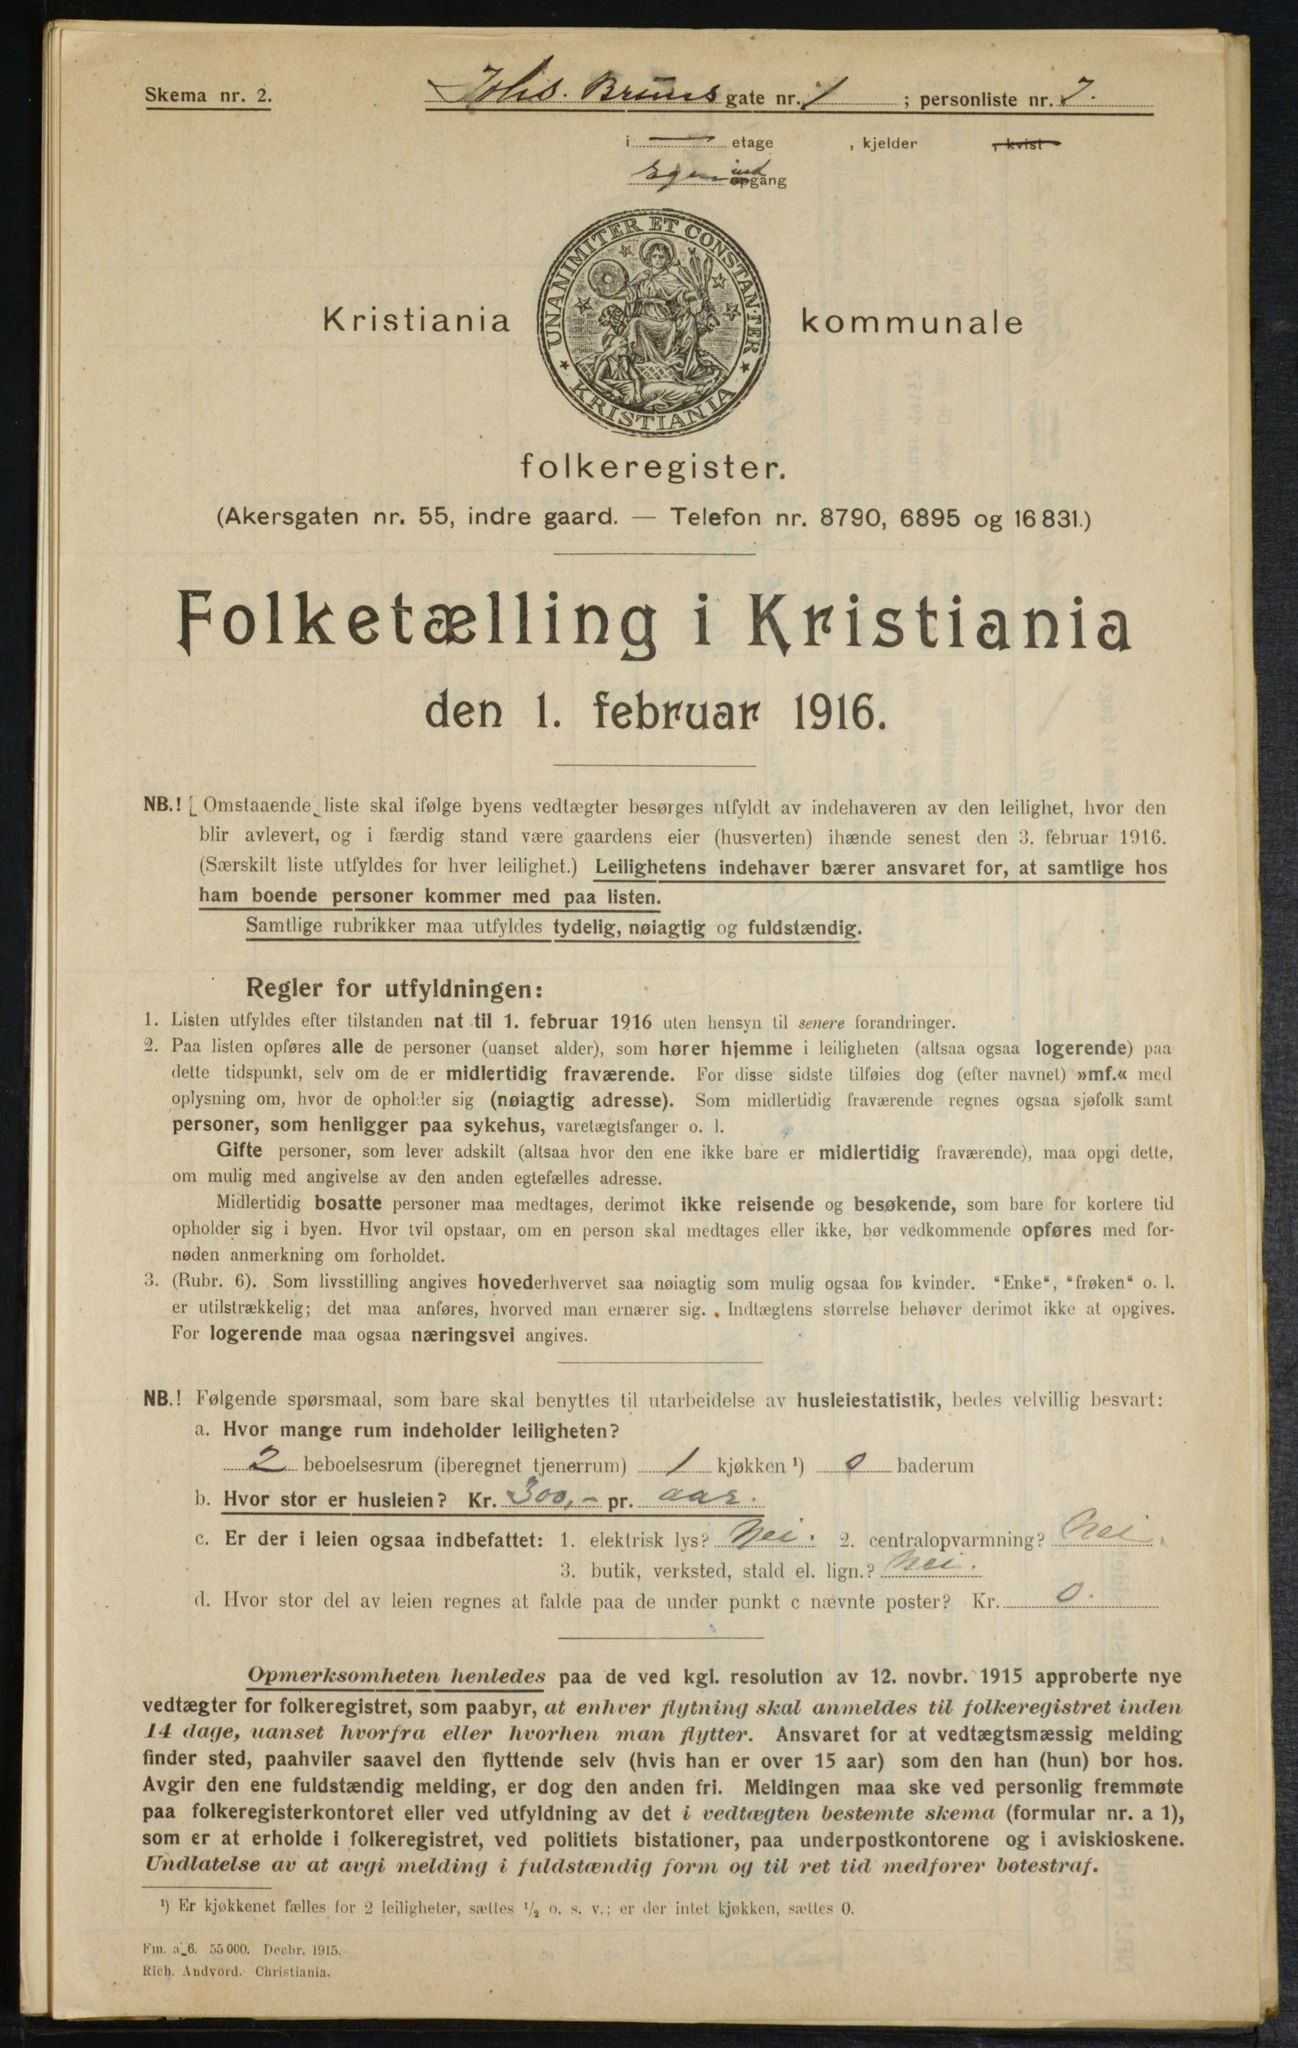 Skema nr. 2.
Johs. Bruns gate nr. 1 ; personliste nr. 7.
i — etage , kjelder , kvist
Egen ind opgang
UNANIMITER ET CONSTANTER
KRISTIANIA
Kristiania kommunale
folkeregister.
(Akersgaten nr. 55, indre gaard. — Telefon nr. 8790, 6895 og 16 831.)
Folketælling i Kristiania
den 1. februar 1916.
NB.! [Omstaaende] liste skal ifølge byens vedtægter besørges utfyldt av indehaveren av den leilighet, hvor den
blir avlevert, og i færdig stand være gaardens eier (husverten) ihænde senest den 3. februar 1916.
(Særskilt liste utfyldes for hver leilighet.) Leilighetens indehaver bærer ansvaret for, at samtlige hos
ham boende personer kommer med paa listen.
Samtlige rubrikker maa utfyldes tydelig, nøiagtig og fuldstændig.
Regler for utfyldningen:
1. Listen utfyldes efter tilstanden nat til 1. februar 1916 uten hensyn til senere forandringer.
2. Paa listen opføres alle de personer (uanset alder), som hører hjemme i leiligheten (altsaa ogsaa logerende) paa
dette tidspunkt, selv om de er midlertidig fraværende. For disse sidste tilføies dog (efter navnet) »mf.« med
oplysning om, hvor de opholder sig (nøiagtig adresse). Som midlertidig fraværende regnes ogsaa sjøfolk samt
personer, som henligger paa sykehus, varetægtsfanger o. l.
Gifte personer, som lever adskilt (altsaa hvor den ene ikke bare er midlertidig fraværende), maa opgi dette,
om mulig med angivelse av den anden egtefælles adresse.
Midlertidig bosatte personer maa medtages, derimot ikke reisende og besøkende, som bare for kortere tid
opholder sig i byen. Hvor tvil opstaar, om en person skal medtages eller ikke, bør vedkommende opføres med for-
nøden anmerkning om forholdet.
3. (Rubr. 6). Som livsstilling angives hovederhvervet saa nøiagtig som mulig ogsaa for kvinder. "Enke", "frøken" o. l.
er utilstrækkelig; det maa anføres, hvorved man ernærer sig. Indtægtens størrelse behøver derimot ikke at opgives.
For logerende maa ogsaa næringsvei angives.
NB.! Følgende spørsmaal, som bare skal benyttes til utarbeidelse av husleiestatistik, bedes velvillig besvart:
a. Hvor mange rum indeholder leiligheten?
2 beboelsesrum (iberegnet tjenerrum) 1 kjøkken ¹) 0 baderum
b. Hvor stor er husleien? Kr. 300,- pr. aar.
c. Er der i leien ogsaa indbefattet: 1. elektrisk lys? Nei. 2. centralopvarmning? Nei
3. butik, verksted, stald el. lign.? Nei.
d. Hvor stor del av leien regnes at falde paa de under punkt c nævnte poster? Kr. 0.
Opmerksomheten henledes paa de ved kgl. resolution av 12. novbr. 1915 approberte nye
vedtægter for folkeregistret, som paabyr, at enhver flytning skal anmeldes til folkeregistret inden
14 dage, uanset hvorfra eller hvorhen man flytter. Ansvaret for at vedtægtsmæssig melding
finder sted, paahviler saavel den flyttende selv (hvis han er over 15 aar) som den han (hun) bor hos.
Avgir den ene fuldstændig melding, er dog den anden fri. Meldingen maa ske ved personlig fremmøte
paa folkeregisterkontoret eller ved utfyldning av det i vedtægten bestemte skema (formular nr. a 1),
som er at erholde i folkeregistret, ved politiets bistationer, paa underpostkontorene og i aviskioskene.
Undlatelse av at avgi melding i fuldstændig form og til ret tid medfører bøtestraf.
¹) Er kjøkkenet fælles for 2 leiligheter, sættes ½ o. s. v.; er der intet kjøkken, sættes 0.
Fm. a_6. 55 000. Decbr. 1915.
Rich. Andvord. Christiania.